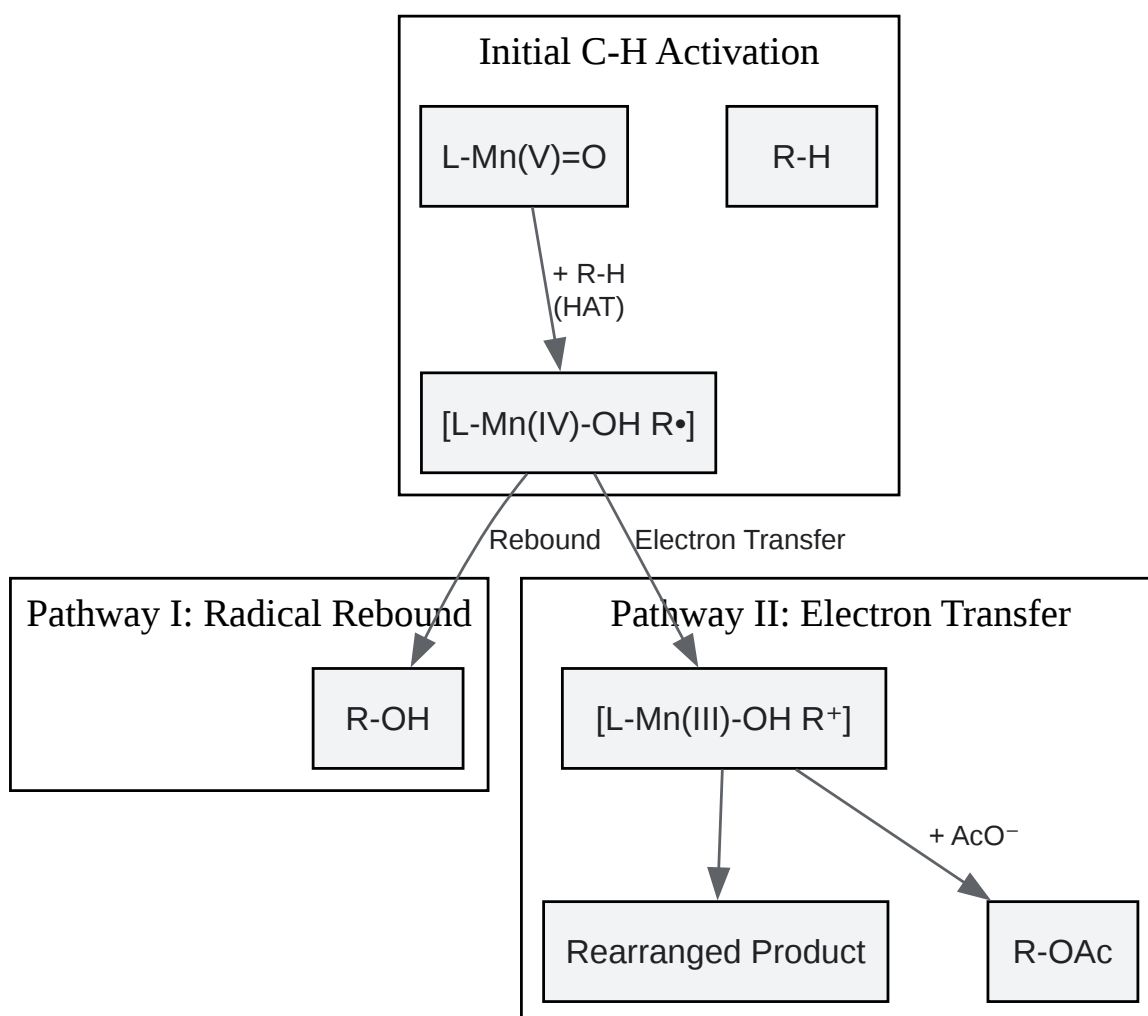 Initial C-H Activation
L-Mn(V)=O
R-H
+ R-H
(HAT)
[L-Mn(IV)-OH R•]
Rebound
Electron Transfer
Pathway I: Radical Rebound
Pathway II: Electron Transfer
R-OH
[L-Mn(III)-OH R⁺]
+ AcO⁻
Rearranged Product
R-OAc